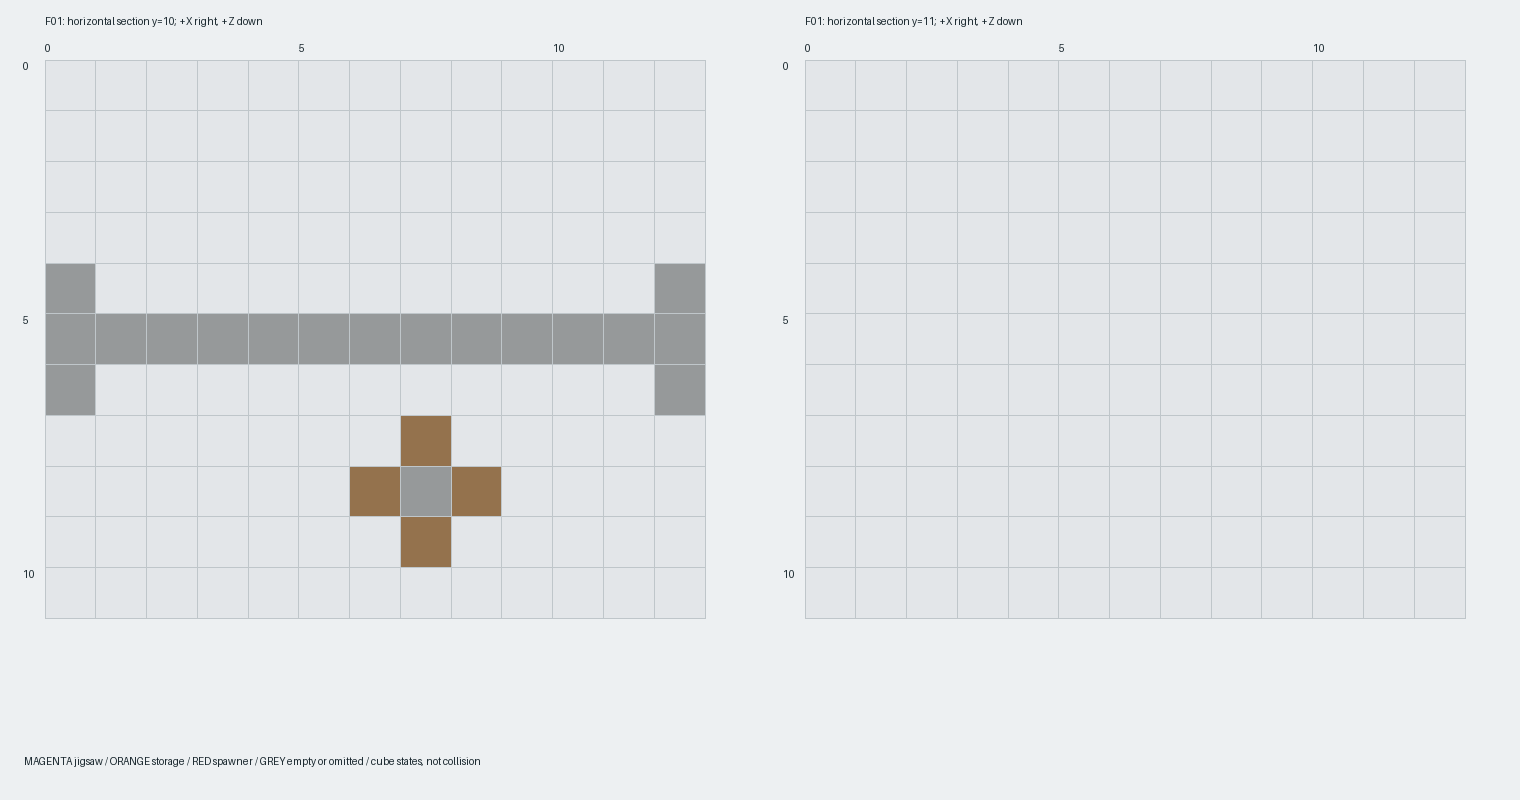 F01: horizontal section y=10; +X right, +Z down
F01: horizontal section y=11; +X right, +Z down
0 5 10
0 5 10
0
5
10
0
5
10
MAGENTA jigsaw / ORANGE storage / RED spawner / GREY empty or omitted / cube states, not collision